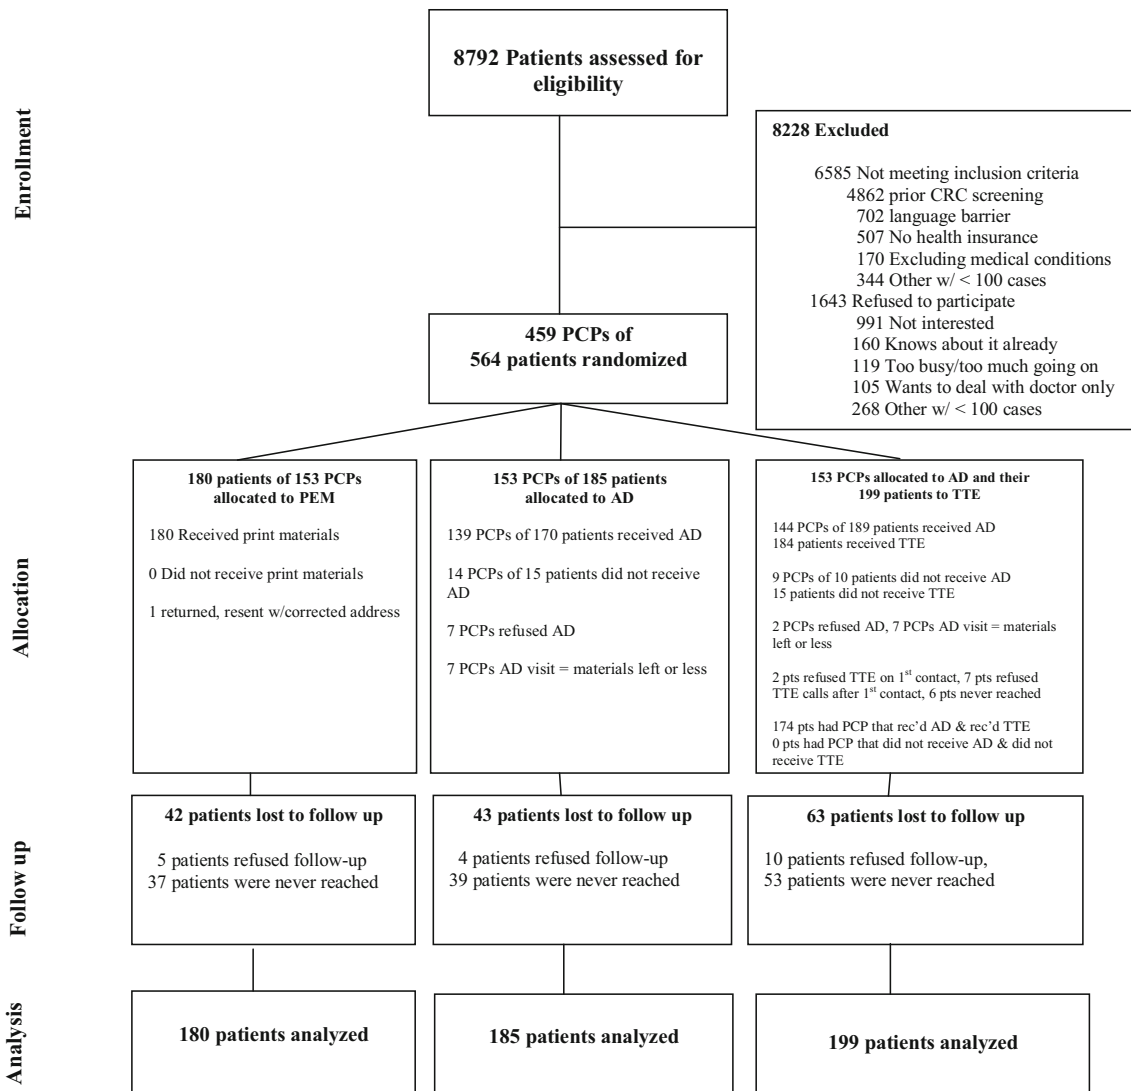 Enrollment
8792 Patients assessed for
eligibility
8228 Excluded
6585 Not meeting inclusion criteria
4862 prior CRC screening
702 language barrier
507 No health insurance
170 Excluding medical conditions
344 Other w/ < 100 cases
1643 Refused to participate
991 Not interested
160 Knows about it already
119 Too busy/too much going on
105 Wants to deal with doctor only
268 Other w/ < 100 cases
459 PCPs of
564 patients randomized
Allocation
180 patients of 153 PCPs
allocated to PEM
180 Received print materials
0 Did not receive print materials
1 returned, resent w/corrected address
153 PCPs of 185 patients
allocated to AD
139 PCPs of 170 patients received AD
14 PCPs of 15 patients did not receive
AD
7 PCPs refused AD
7 PCPs AD visit = materials left or less
153 PCPs allocated to AD and their
199 patients to TTE
144 PCPs of 189 patients received AD
184 patients received TTE
9 PCPs of 10 patients did not receive AD
15 patients did not receive TTE
2 PCPs refused AD, 7 PCPs AD visit = materials
left or less
2 pts refused TTE on 1st contact, 7 pts refused
TTE calls after 1st contact, 6 pts never reached
174 pts had PCP that rec'd AD & rec'd TTE
0 pts had PCP that did not receive AD & did not
receive TTE
Follow up
42 patients lost to follow up
5 patients refused follow-up
37 patients were never reached
43 patients lost to follow up
4 patients refused follow-up
39 patients were never reached
63 patients lost to follow up
10 patients refused follow-up,
53 patients were never reached
Analysis
180 patients analyzed
185 patients analyzed
199 patients analyzed